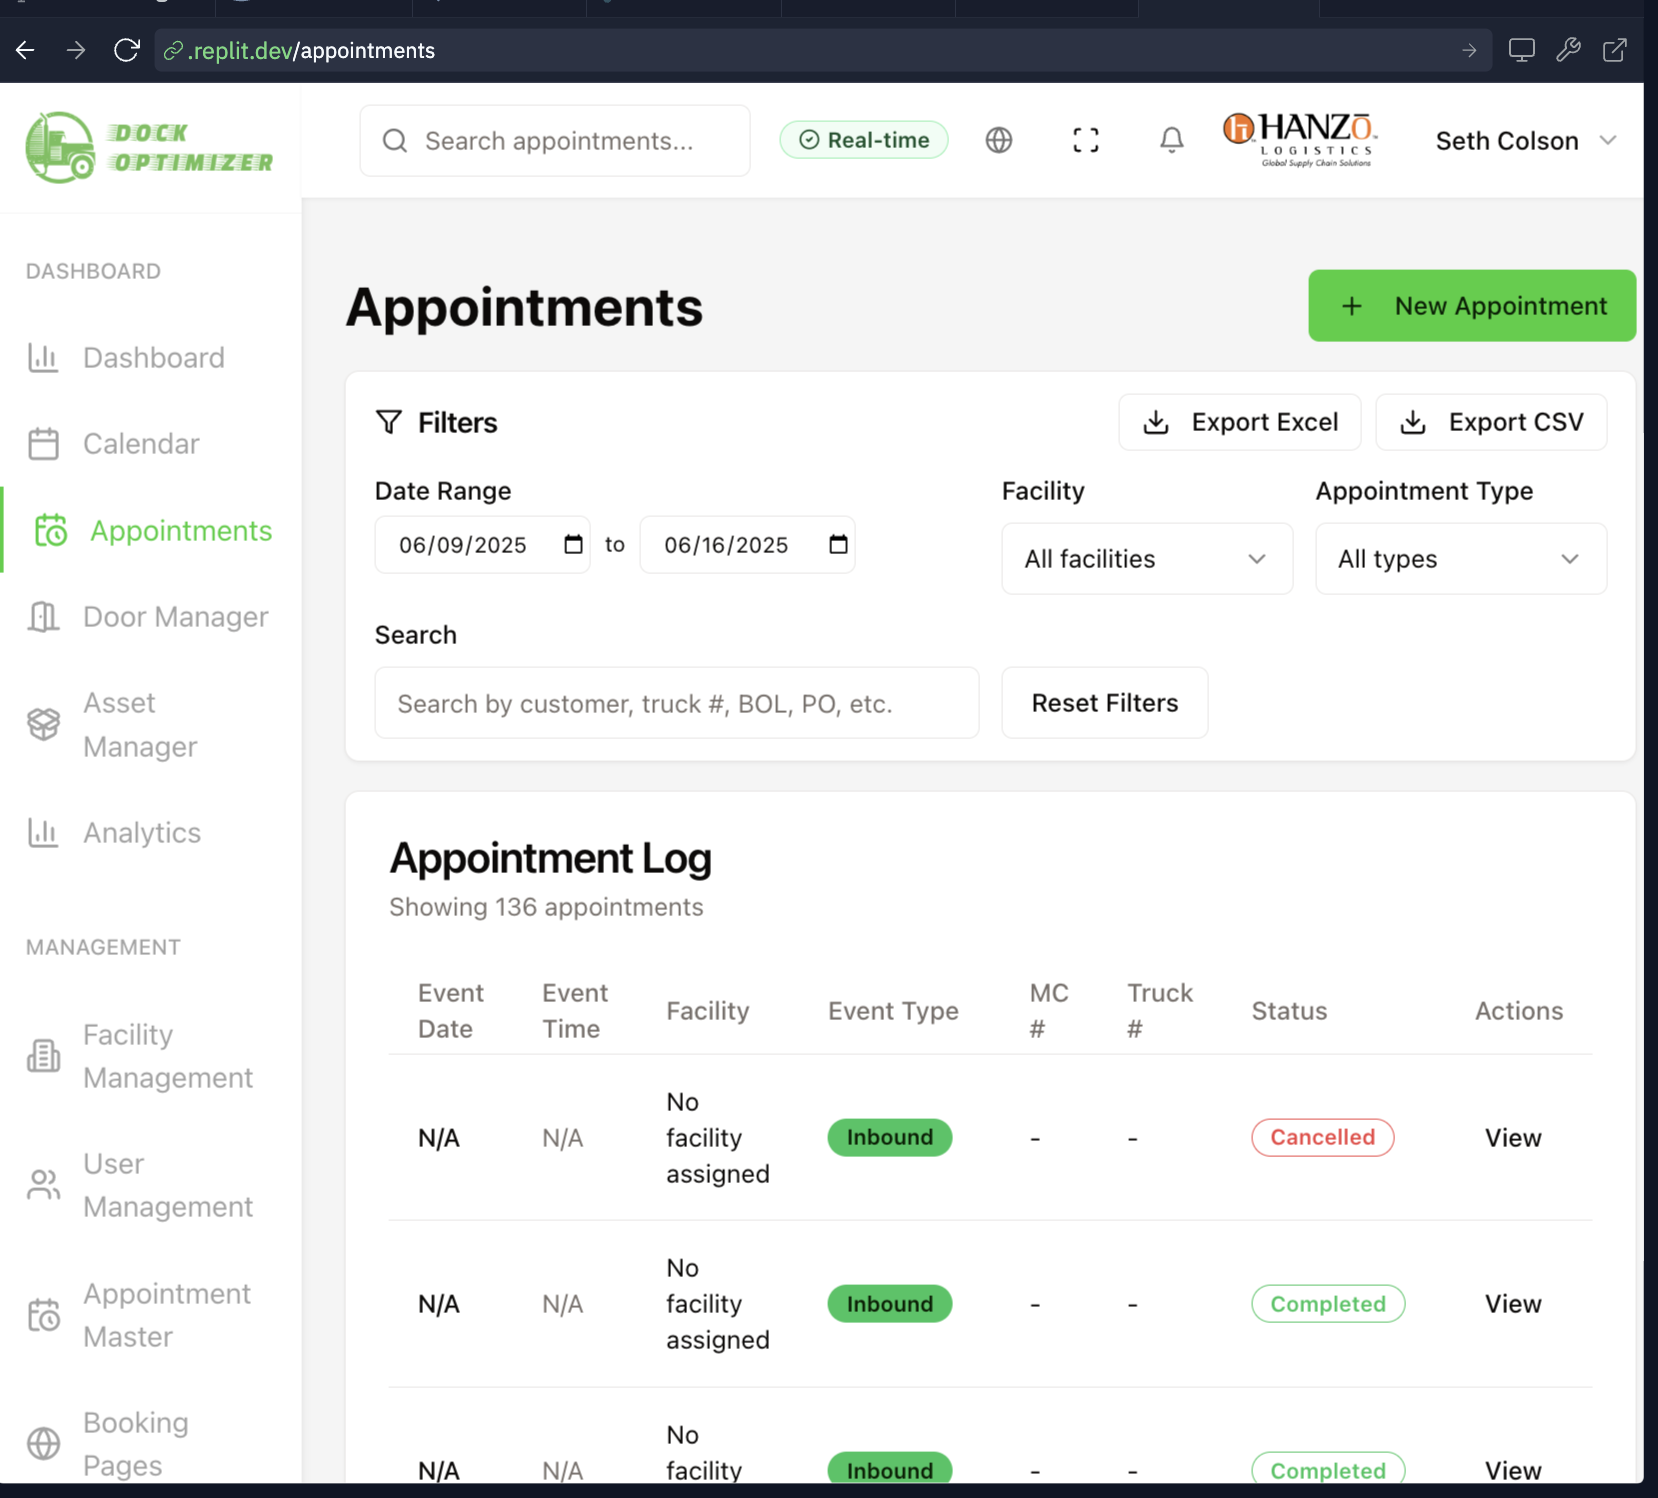 .replit.dev/appointments
DOCK
OPTIMIZER
Search appointments...
Real-time
HANZŌ
LOGISTICS
Global Supply Chain Solutions
Seth Colson
DASHBOARD
Dashboard
Calendar
Appointments
Door Manager
Asset
Manager
Analytics
MANAGEMENT
Facility
Management
User
Management
Appointment
Master
Booking
Pages
Appointments
+ New Appointment
Filters
Export Excel
Export CSV
Date Range
Facility
Appointment Type
06/09/2025 to 06/16/2025
All facilities
All types
Search
Search by customer, truck #, BOL, PO, etc.
Reset Filters
Appointment Log
Showing 136 appointments
Event Date
Event Time
Facility
Event Type
MC #
Truck #
Status
Actions
N/A
N/A
No facility assigned
Inbound
-
-
Cancelled
View
N/A
N/A
No facility assigned
Inbound
-
-
Completed
View
N/A
N/A
No facility
Inbound
-
-
Completed
View